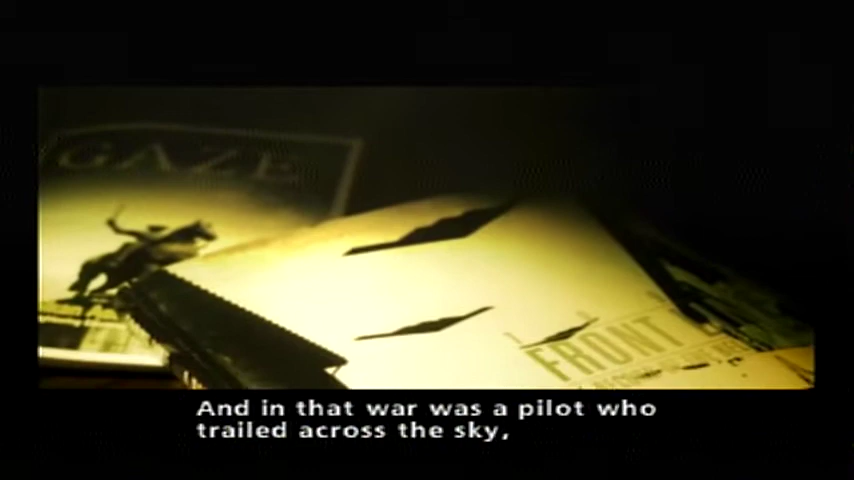 GAZE
FRONT
And in that war was a pilot who
trailed across the sky,